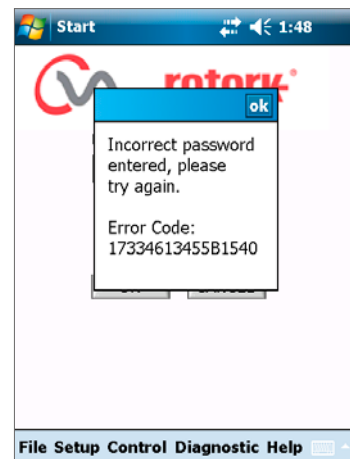 Start 1:48
rotork
ok
Incorrect password
entered, please
try again.
Error Code:
17334613455B1540
File Setup Control Diagnostic Help